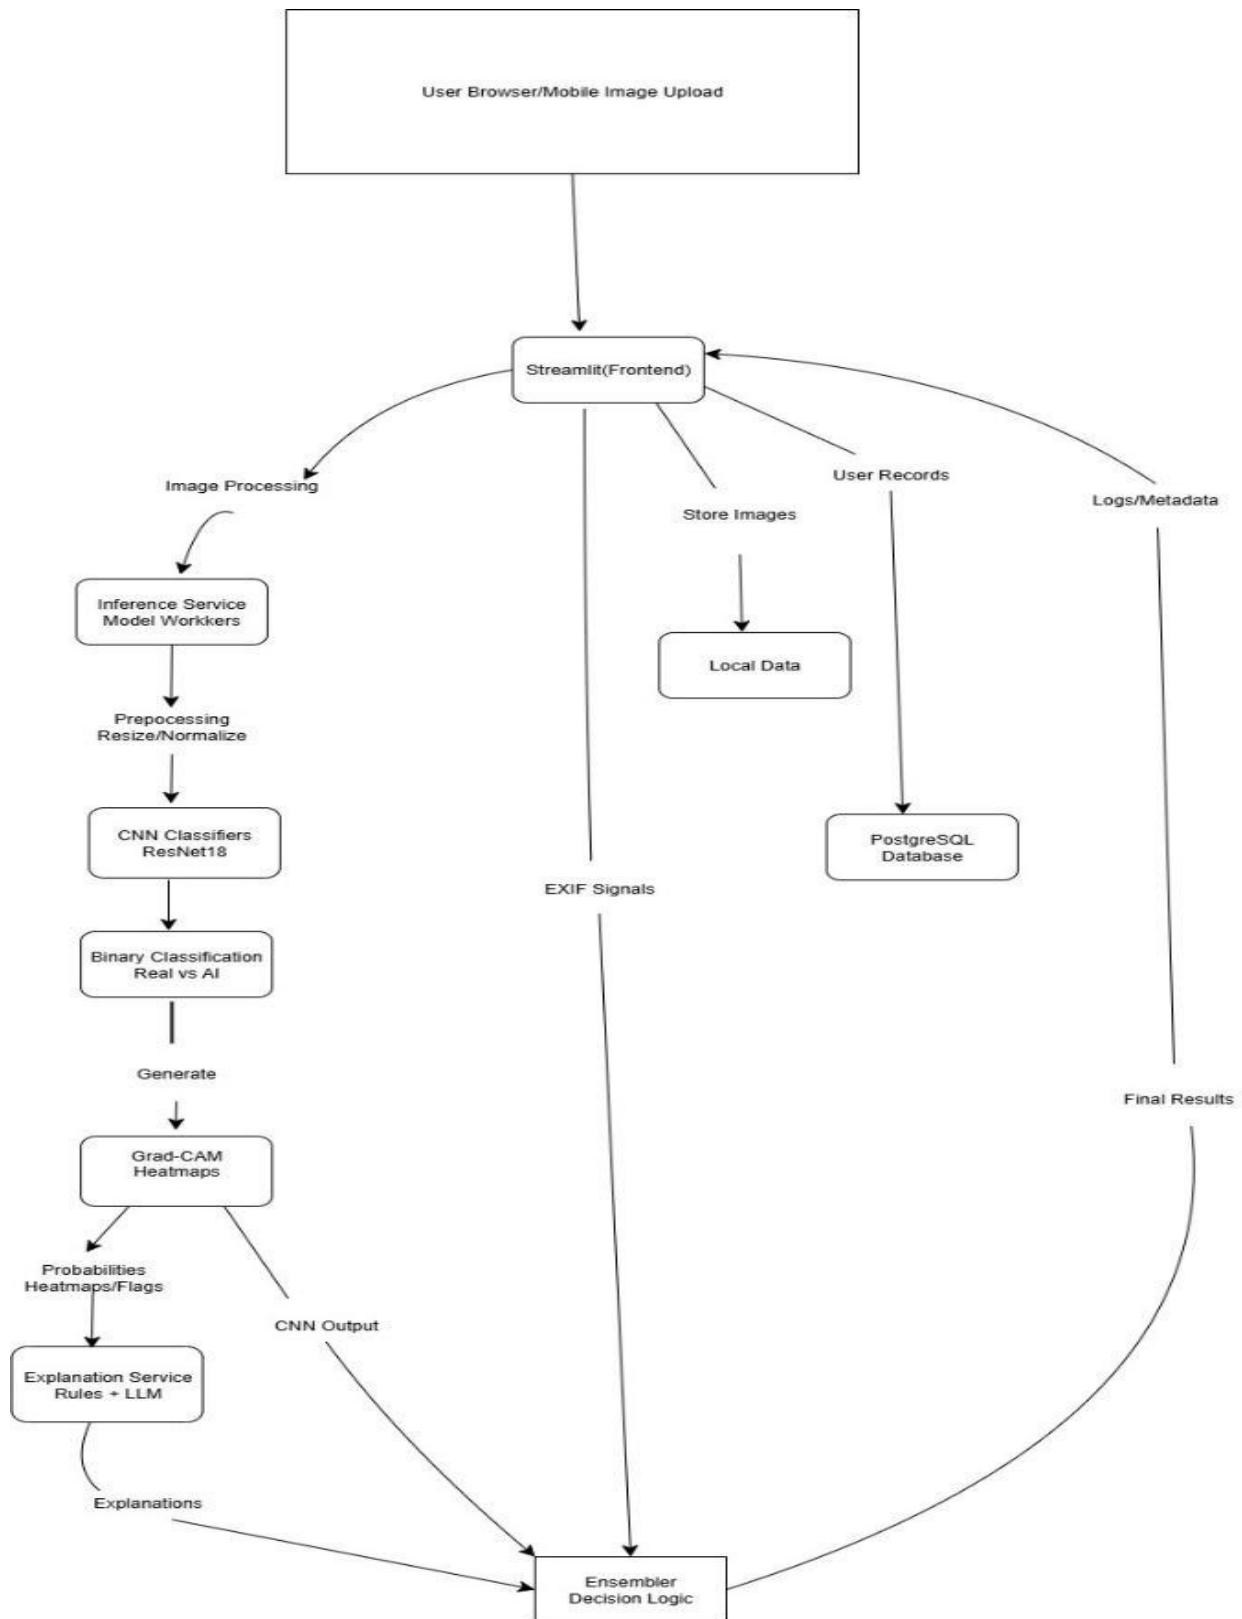 User Browser/Mobile Image Upload
Streamlit(Frontend)
Image Processing
User Records
Logs/Metadata
Store Images
Inference Service
Model Workkers
Local Data
Prepocessing
Resize/Normalize
CNN Classifiers
ResNet18
PostgreSQL
Database
EXIF Signals
Binary Classification
Real vs AI
Generate
Final Results
Grad-CAM
Heatmaps
Probabilities
Heatmaps/Flags
CNN Output
Explanation Service
Rules + LLM
Explanations
Ensembler
Decision Logic